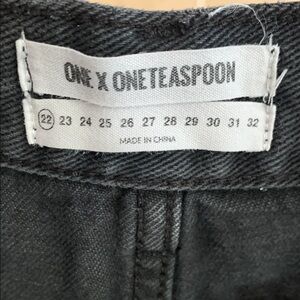 ONE X ONETEASPOON
22 23 24 25 26 27 28 29 30 31 32
MADE IN CHINA